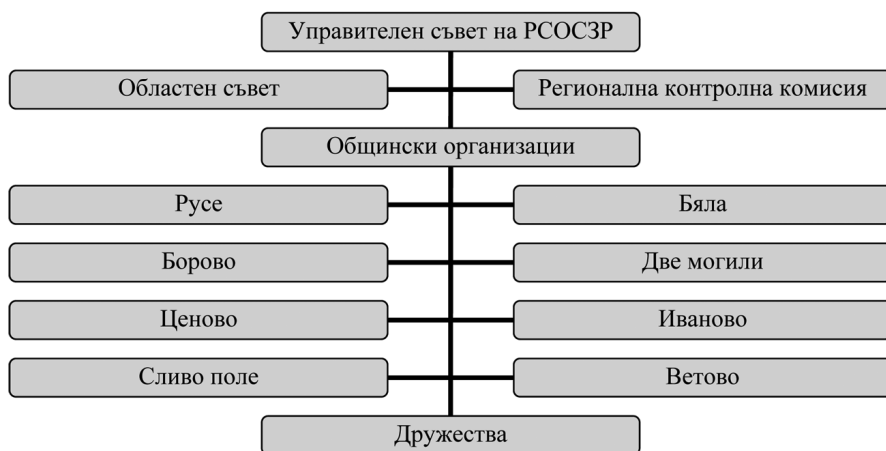 Управителен съвет на РСОСЗР
Областен съвет
Регионална контролна комисия
Общински организации
Русе
Бяла
Борово
Две могили
Ценово
Иваново
Сливо поле
Ветово
Дружества